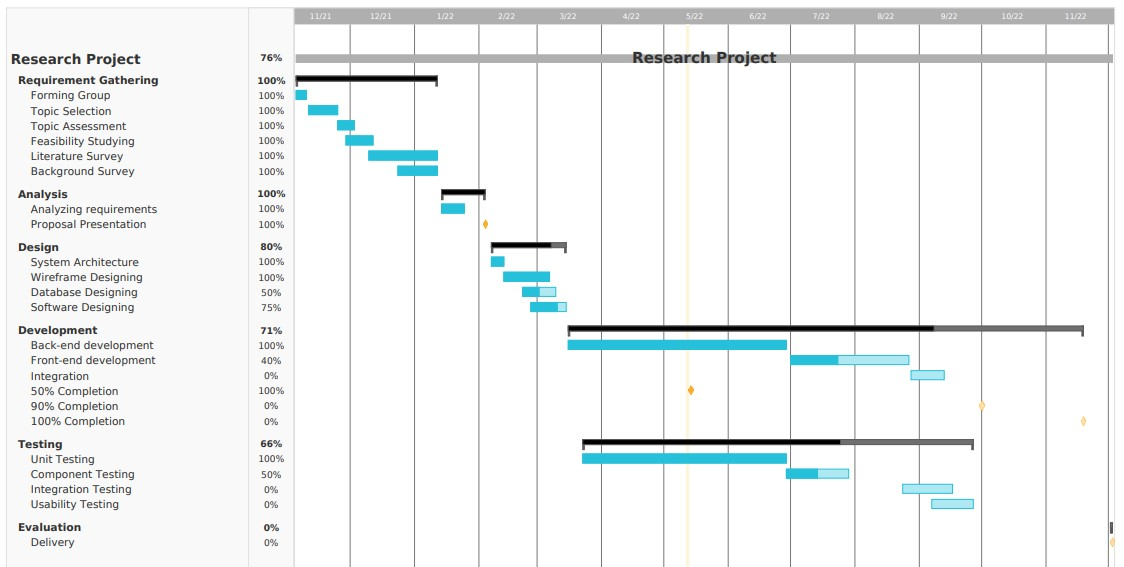 11/21 12/21 1/22 2/22 3/22 4/22 5/22 6/22 7/22 8/22 9/22 10/22 11/22
Research Project 76% Research Project
Requirement Gathering 100%
Forming Group 100%
Topic Selection 100%
Topic Assessment 100%
Feasibility Studying 100%
Literature Survey 100%
Background Survey 100%
Analysis 100%
Analyzing requirements 100%
Proposal Presentation 100%
Design 80%
System Architecture 100%
Wireframe Designing 100%
Database Designing 50%
Software Designing 75%
Development 71%
Back-end development 100%
Front-end development 40%
Integration 0%
50% Completion 100%
90% Completion 0%
100% Completion 0%
Testing 66%
Unit Testing 100%
Component Testing 50%
Integration Testing 0%
Usability Testing 0%
Evaluation 0%
Delivery 0%